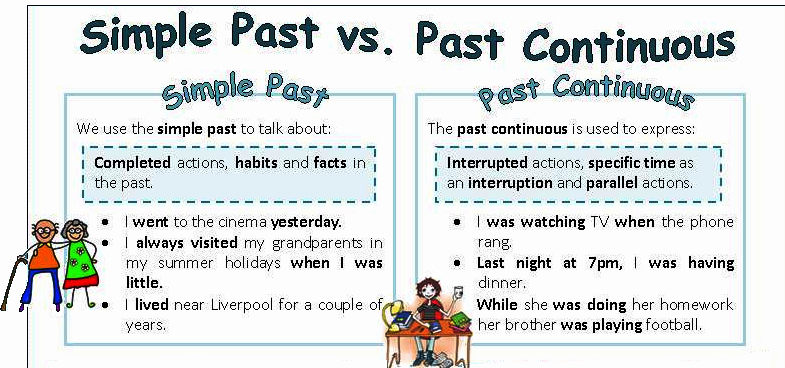 Simple Past vs. Past Continuous
Simple Past
We use the simple past to talk about:
Completed actions, habits and facts in
the past.
• I went to the cinema yesterday.
• I always visited my grandparents in
my summer holidays when I was
little.
• I lived near Liverpool for a couple of
years.
Past Continuous
The past continuous is used to express:
Interrupted actions, specific time as
an interruption and parallel actions.
• I was watching TV when the phone
rang.
• Last night at 7pm, I was having
dinner.
While she was doing her homework
her brother was playing football.